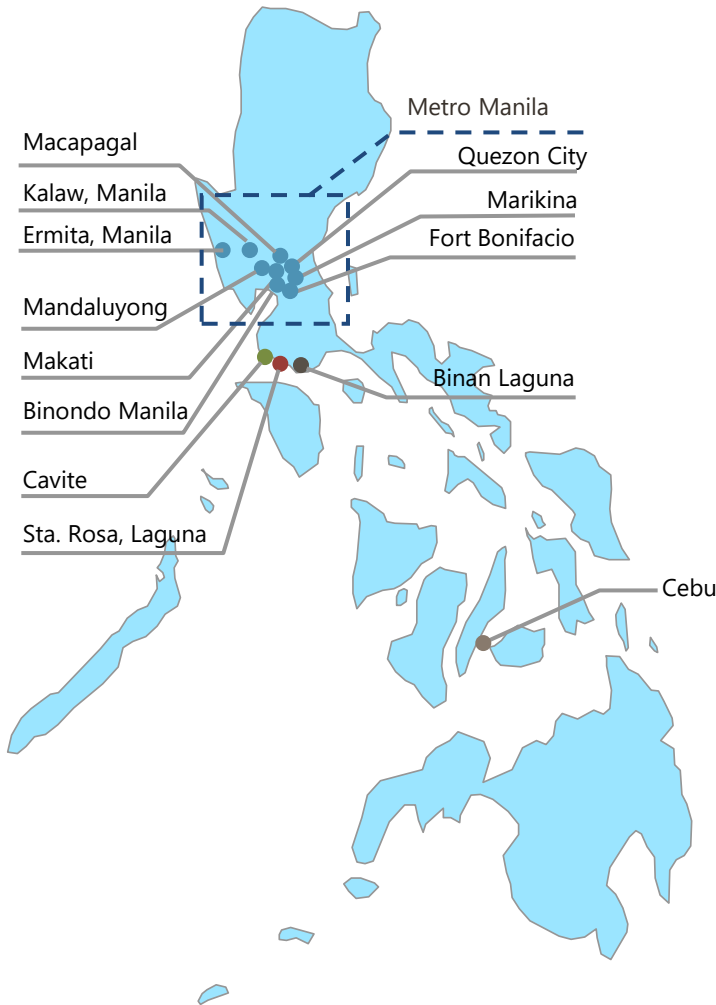 Metro Manila
Macapagal
Quezon City
Kalaw, Manila
Marikina
Ermita, Manila
Fort Bonifacio
Mandaluyong
Makati
Binan Laguna
Binondo Manila
Cavite
Sta. Rosa, Laguna
Cebu